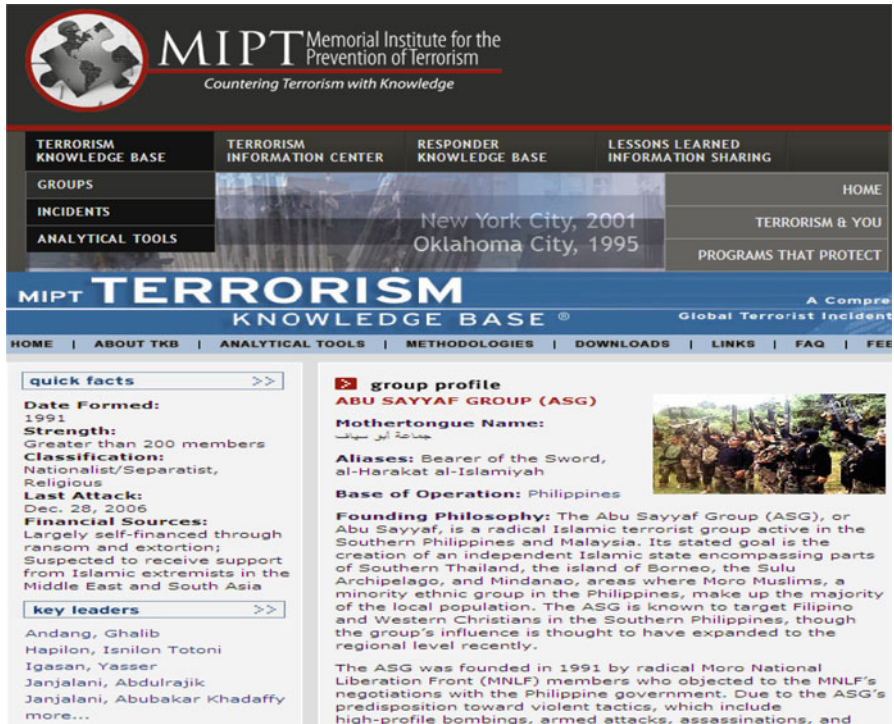 MIPT Memorial Institute for the
Prevention of Terrorism
Countering Terrorism with Knowledge
TERRORISM
KNOWLEDGE BASE
TERRORISM
INFORMATION CENTER
RESPONDER
KNOWLEDGE BASE
LESSONS LEARNED
INFORMATION SHARING
GROUPS
INCIDENTS
ANALYTICAL TOOLS
New York City, 2001
Oklahoma City, 1995
HOME
TERRORISM & YOU
PROGRAMS THAT PROTECT
MIPT TERRORISM
KNOWLEDGE BASE ®
A Compre
Global Terrorist Incident
HOME | ABOUT TKB | ANALYTICAL TOOLS | METHODOLOGIES | DOWNLOADS | LINKS | FAQ | FEE
quick facts >>
Date Formed:
1991
Strength:
Greater than 200 members
Classification:
Nationalist/Separatist,
Religious
Last Attack:
Dec. 28, 2006
Financial Sources:
Largely self-financed through
ransom and extortion;
Suspected to receive support
from Islamic extremists in the
Middle East and South Asia
key leaders >>
Andang, Ghalib
Hapilon, Isnilon Totoni
Igasan, Yasser
Janjalani, Abdulrajik
Janjalani, Abubakar Khadaffy
more...
group profile
ABU SAYYAF GROUP (ASG)
Mothertongue Name:
جماعة أبو سياف
Aliases: Bearer of the Sword,
al-Harakat al-Islamiyah
Base of Operation: Philippines
Founding Philosophy: The Abu Sayyaf Group (ASG), or
Abu Sayyaf, is a radical Islamic terrorist group active in the
Southern Philippines and Malaysia. Its stated goal is the
creation of an independent Islamic state encompassing parts
of Southern Thailand, the island of Borneo, the Sulu
Archipelago, and Mindanao, areas where Moro Muslims, a
minority ethnic group in the Philippines, make up the majority
of the local population. The ASG is known to target Filipino
and Western Christians in the Southern Philippines, though
the group's influence is thought to have expanded to the
regional level recently.
The ASG was founded in 1991 by radical Moro National
Liberation Front (MNLF) members who objected to the MNLF's
negotiations with the Philippine government. Due to the ASG's
predisposition toward violent tactics, which include
high-profile bombings, armed attacks, assassinations, and